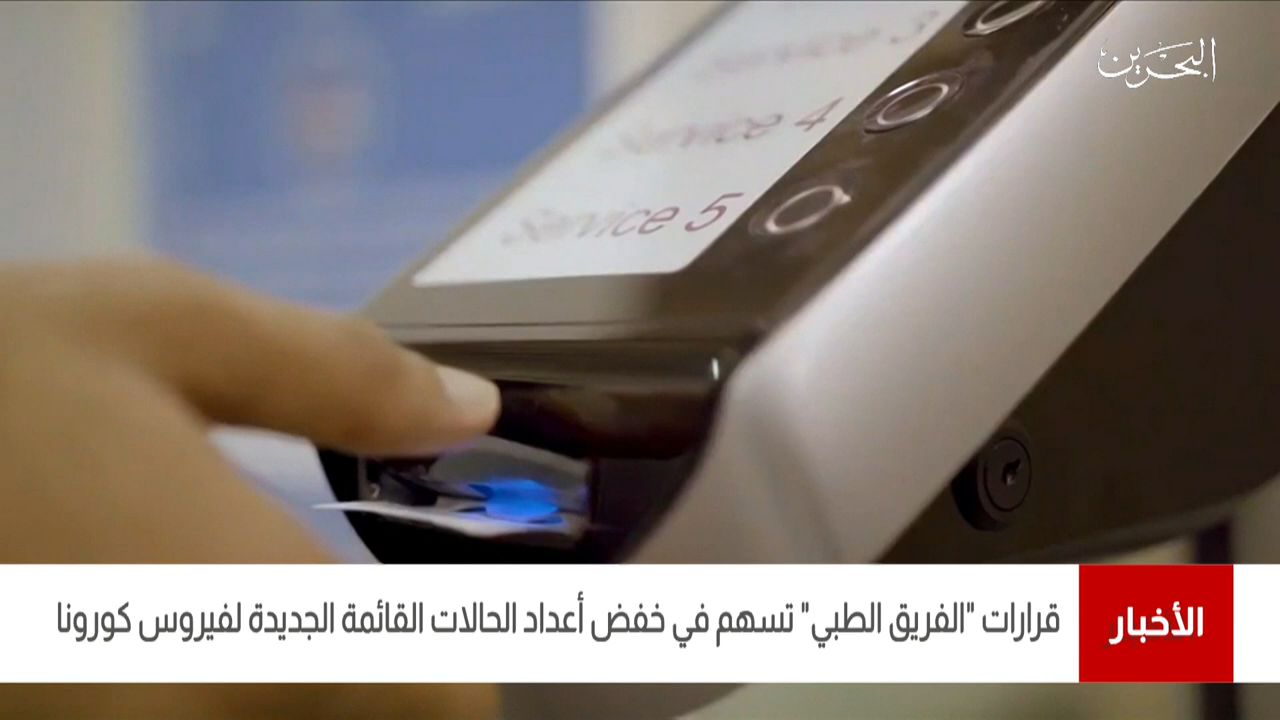 البحرين
Service 3
Service 4
Service 5
الأخبار
قرارات "الفريق الطبي" تسهم في خفض أعداد الحالات القائمة الجديدة لفيروس كورونا